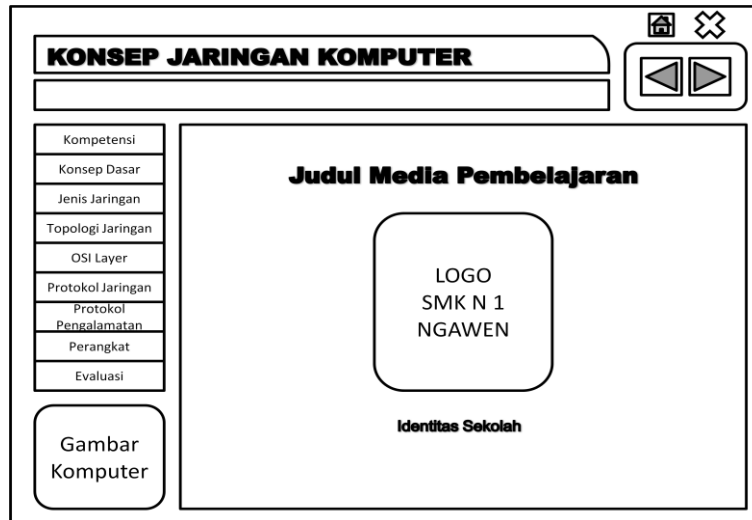 KONSEP JARINGAN KOMPUTER
Kompetensi
Konsep Dasar
Jenis Jaringan
Topologi Jaringan
OSI Layer
Protokol Jaringan
Protokol
Pengalamatan
Perangkat
Evaluasi
Gambar
Komputer
Judul Media Pembelajaran
LOGO
SMK N 1
NGAWEN
Identitas Sekolah